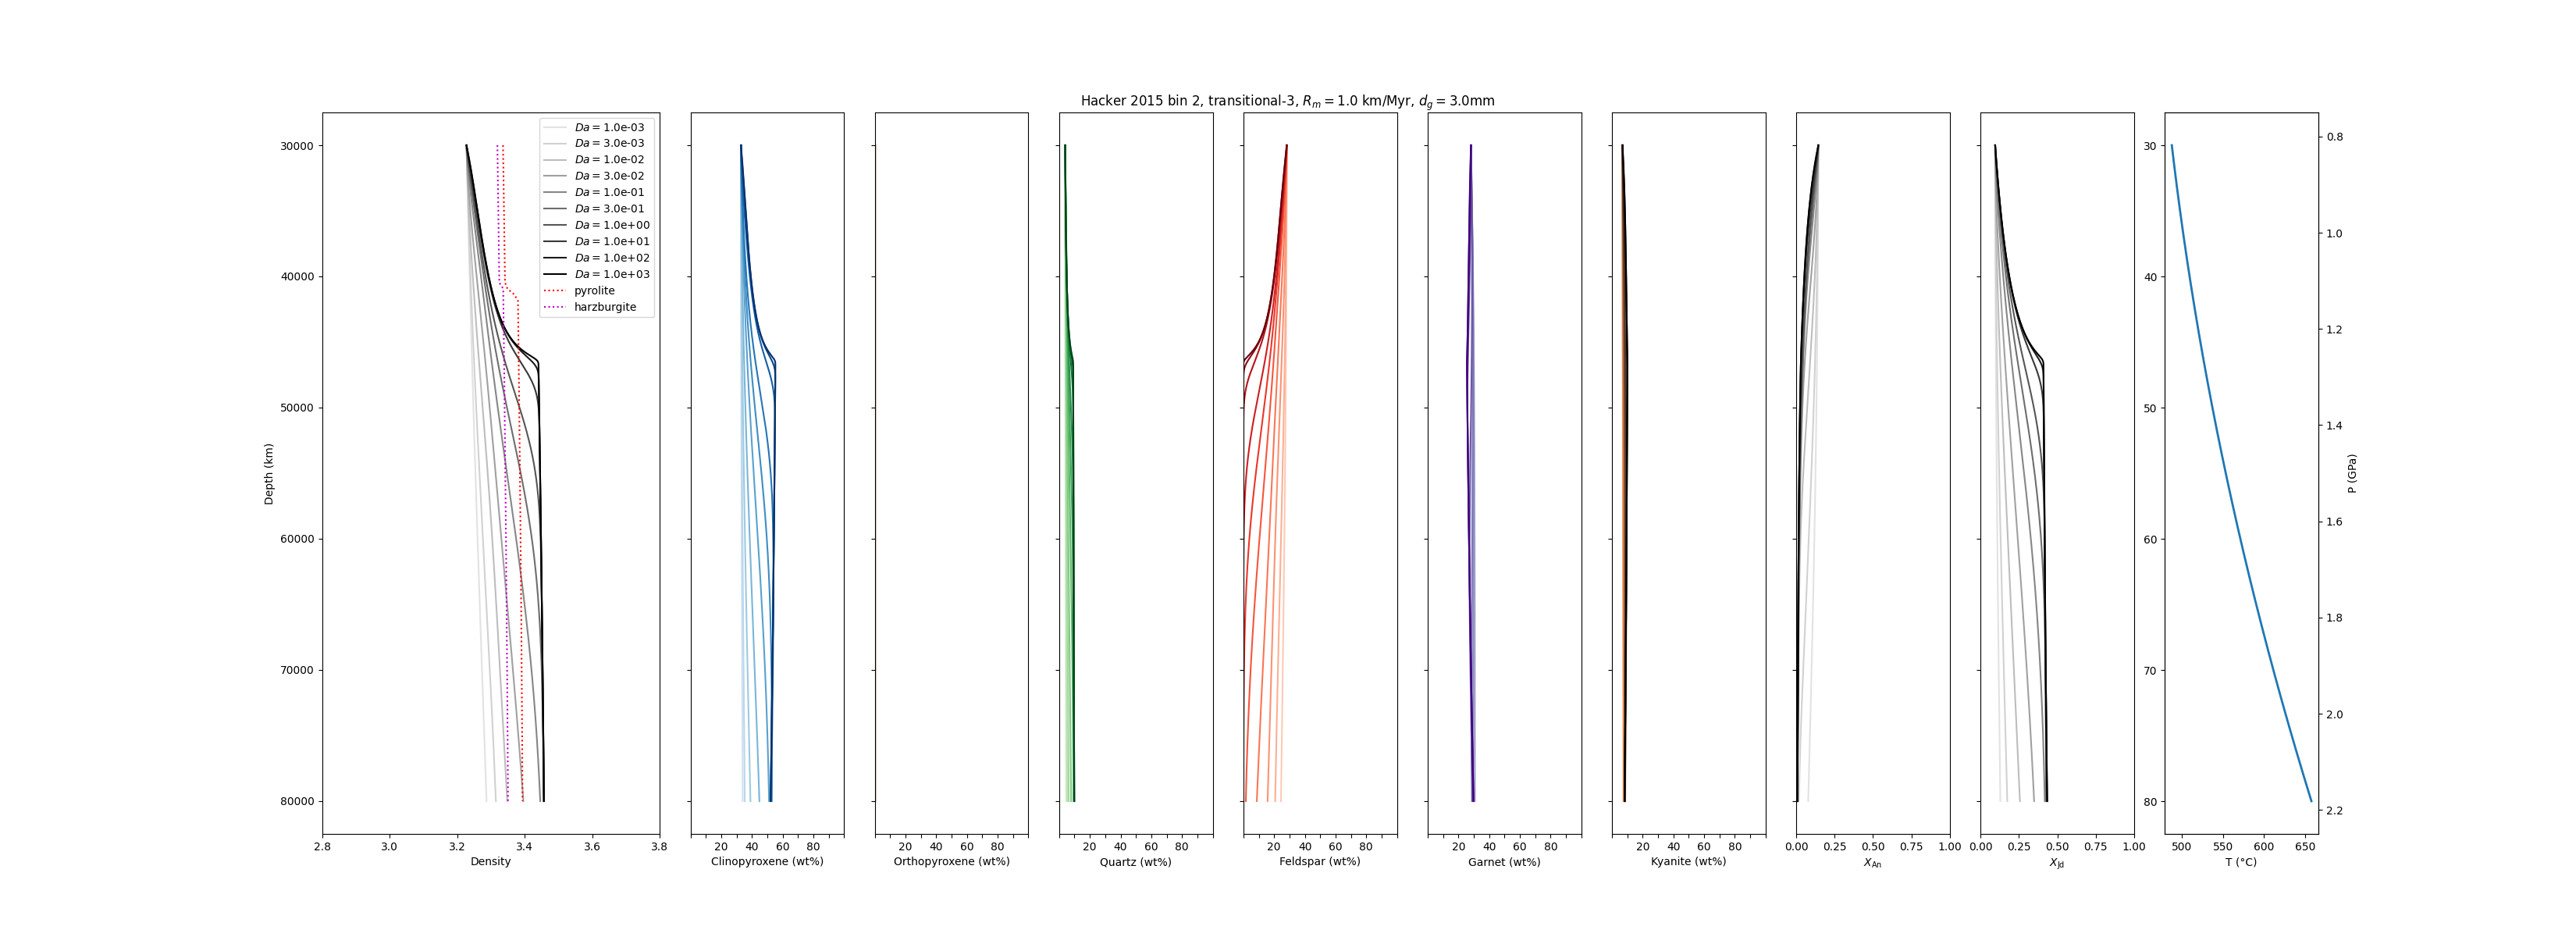 Hacker 2015 bin 2, transitional-3, Rm = 1.0 km/Myr, dg = 3.0mm
Da = 1.0e-03
Da = 3.0e-03
Da = 1.0e-02
Da = 3.0e-02
Da = 1.0e-01
Da = 3.0e-01
Da = 1.0e+00
Da = 1.0e+01
Da = 1.0e+02
Da = 1.0e+03
pyrolite
harzburgite
Depth (km)
30000
40000
50000
60000
70000
80000
2.8 3.0 3.2 3.4 3.6 3.8
Density
20 40 60 80
Clinopyroxene (wt%)
20 40 60 80
Orthopyroxene (wt%)
20 40 60 80
Quartz (wt%)
20 40 60 80
Feldspar (wt%)
20 40 60 80
Garnet (wt%)
20 40 60 80
Kyanite (wt%)
0.00 0.25 0.50 0.75 1.00
XAn
0.00 0.25 0.50 0.75 1.00
XJd
30
40
50
60
70
80
500 550 600 650
T (°C)
0.8
1.0
1.2
1.4
1.6
1.8
2.0
2.2
P (GPa)